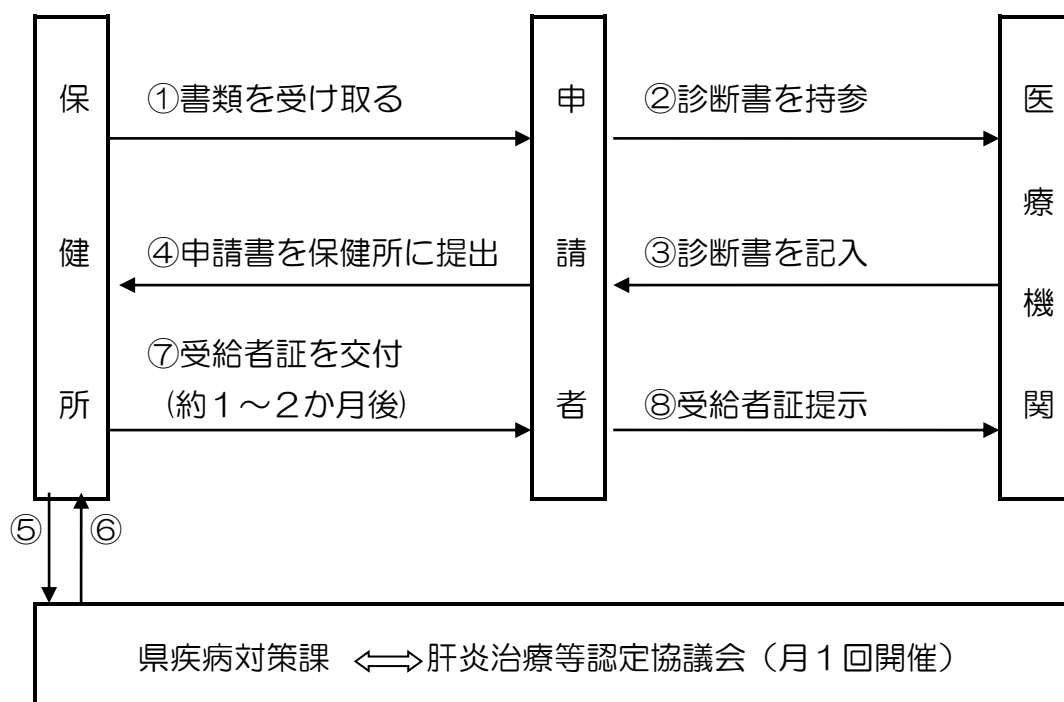 保健所
申請者
医療機関
①書類を受け取る
②診断書を持参
④申請書を保健所に提出
③診断書を記入
⑦受給者証を交付
(約１～２か月後)
⑧受給者証提示
⑤
⑥
県疾病対策課 ⇔肝炎治療等認定協議会（月１回開催）